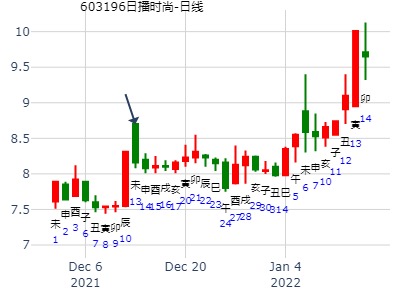 603196日播时尚-日线
10
9.5
9
8.5
8
7.5
7
未 申 酉 子 丑 寅 卯 辰 未 申 酉 戌 亥 寅 卯 辰 巳 午 酉 戌 亥 子 丑 巳 午 未 申 亥 子 丑 寅 卯
1 2 3 6 7 8 9 10 13 14 15 16 17 20 21 22 23 24 27 28 29 30 31 4 5 6 7 10 11 12 13 14
Dec 6 Dec 20 Jan 4
2021 2022